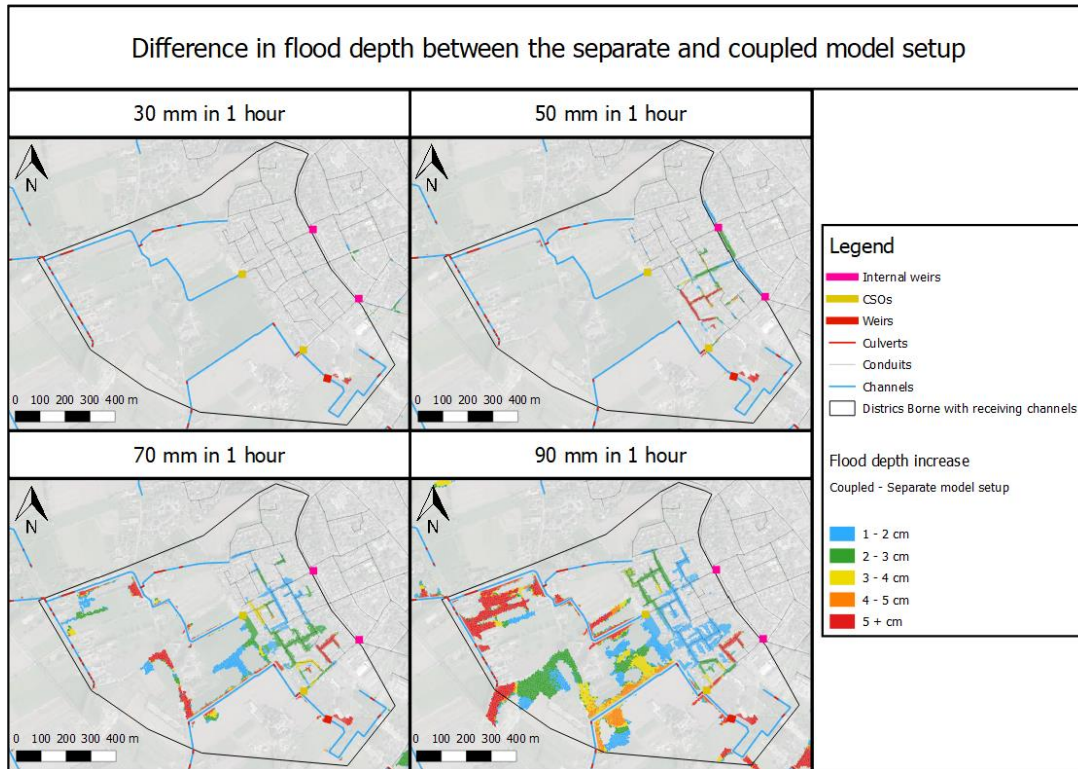 Difference in flood depth between the separate and coupled model setup
30 mm in 1 hour
50 mm in 1 hour
N
0 100 200 300 400 m
N
0 100 200 300 400 m
70 mm in 1 hour
90 mm in 1 hour
N
0 100 200 300 400 m
N
0 100 200 300 400 m
Legend
Internal weirs
CSOs
Weirs
Culverts
Conduits
Channels
Districs Borne with receiving channels
Flood depth increase
Coupled - Separate model setup
1 - 2 cm
2 - 3 cm
3 - 4 cm
4 - 5 cm
5 + cm